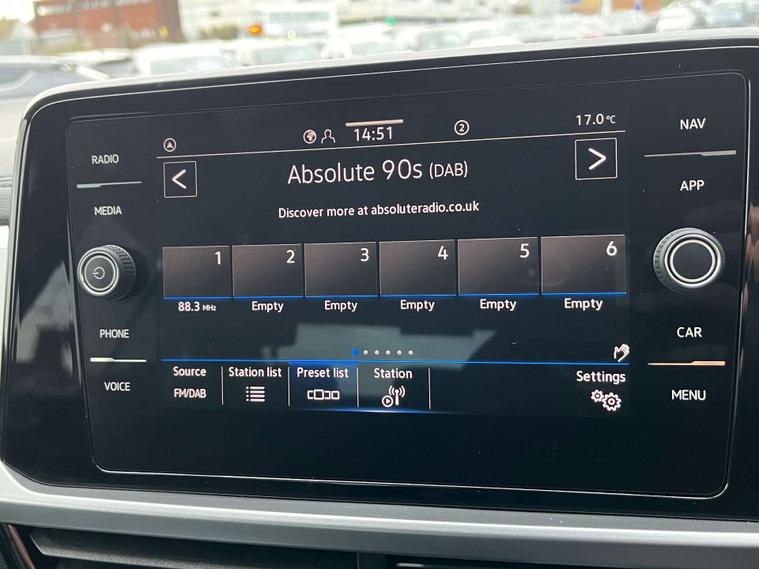 RADIO
MEDIA
PHONE
VOICE
14:51
2
17.0°C
Absolute 90s (DAB)
Discover more at absoluteradio.co.uk
1 2 3 4 5 6
88.3 MHz Empty Empty Empty Empty Empty
Source Station list Preset list Station Settings
FM/DAB
NAV
APP
CAR
MENU